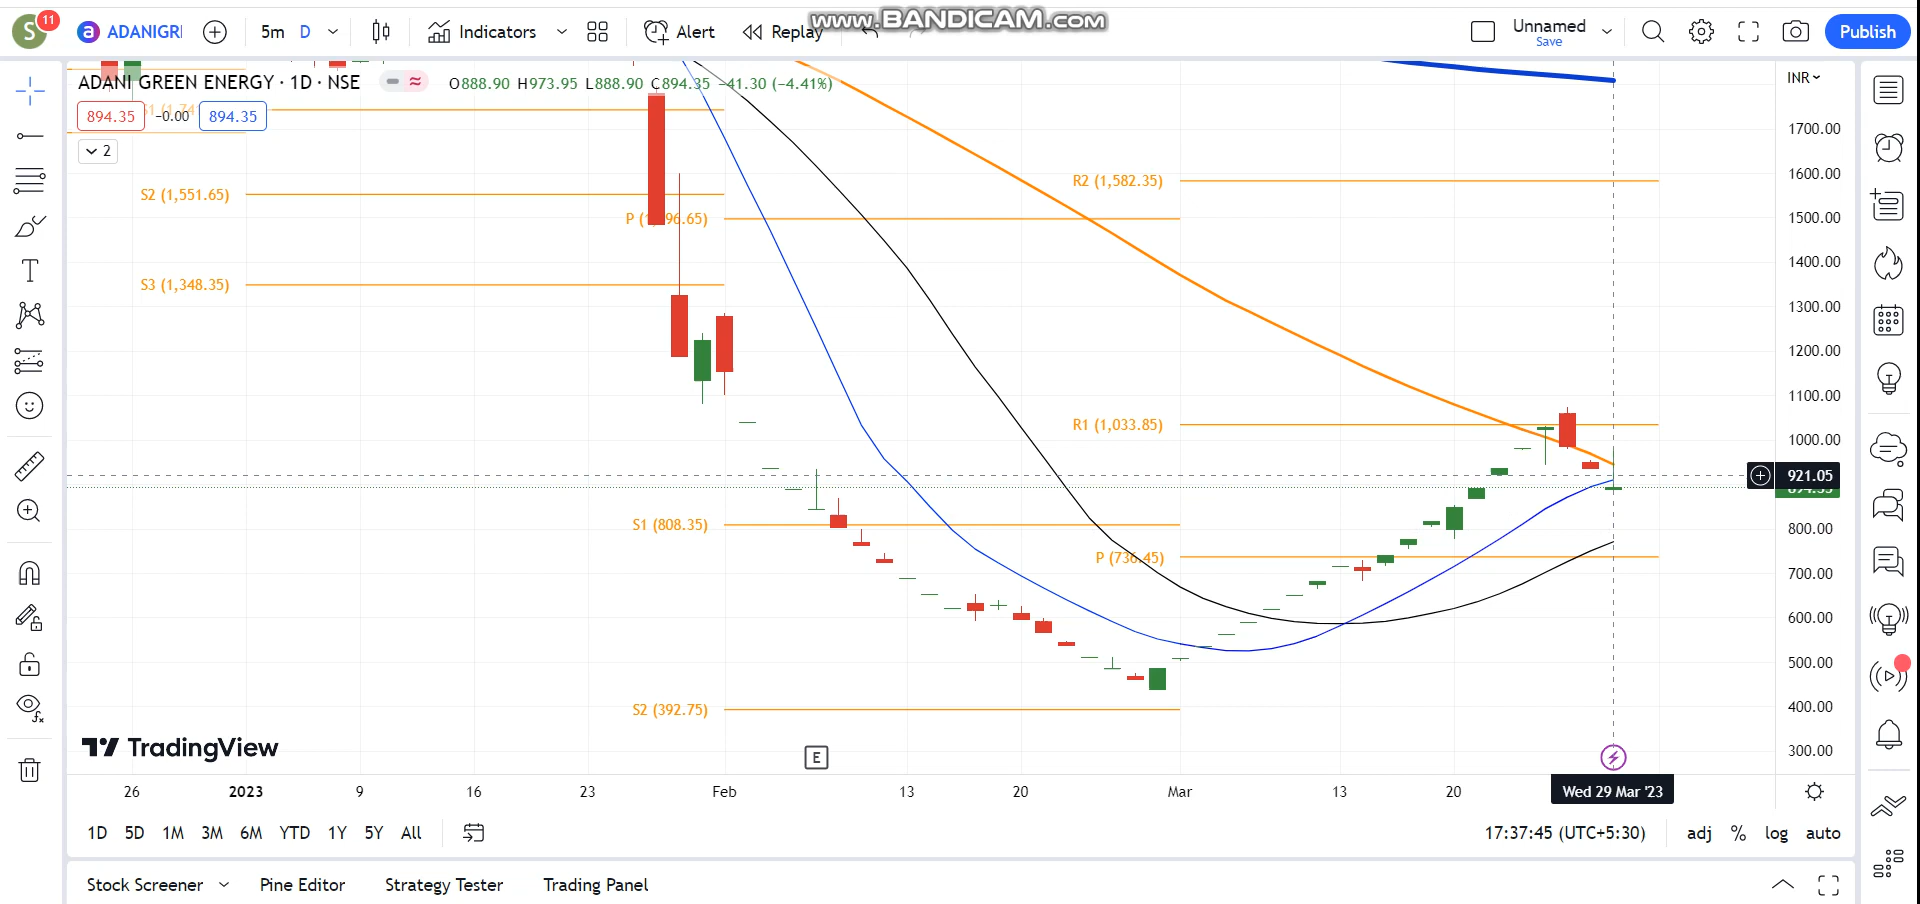 S
11
a ADANIGRI
5m D
Indicators
Alert
Replay
www.BANDICAM.com
Unnamed
Save
Publish
ADANI GREEN ENERGY · 1D · NSE
O888.90 H973.95 L888.90 C894.35 −41.30 (−4.41%)
894.35 −0.00 894.35
2
INR
1700.00
1600.00
1500.00
1400.00
1300.00
1200.00
1100.00
1000.00
921.05
894.35
800.00
700.00
600.00
500.00
400.00
300.00
S2 (1,551.65)
S3 (1,348.35)
R2 (1,582.35)
R1 (1,033.85)
S1 (808.35)
P (736.45)
S2 (392.75)
TradingView
E
26 2023 9 16 23 Feb 13 20 Mar 13 20
Wed 29 Mar '23
1D 5D 1M 3M 6M YTD 1Y 5Y All
17:37:45 (UTC+5:30)
adj % log auto
Stock Screener
Pine Editor
Strategy Tester
Trading Panel